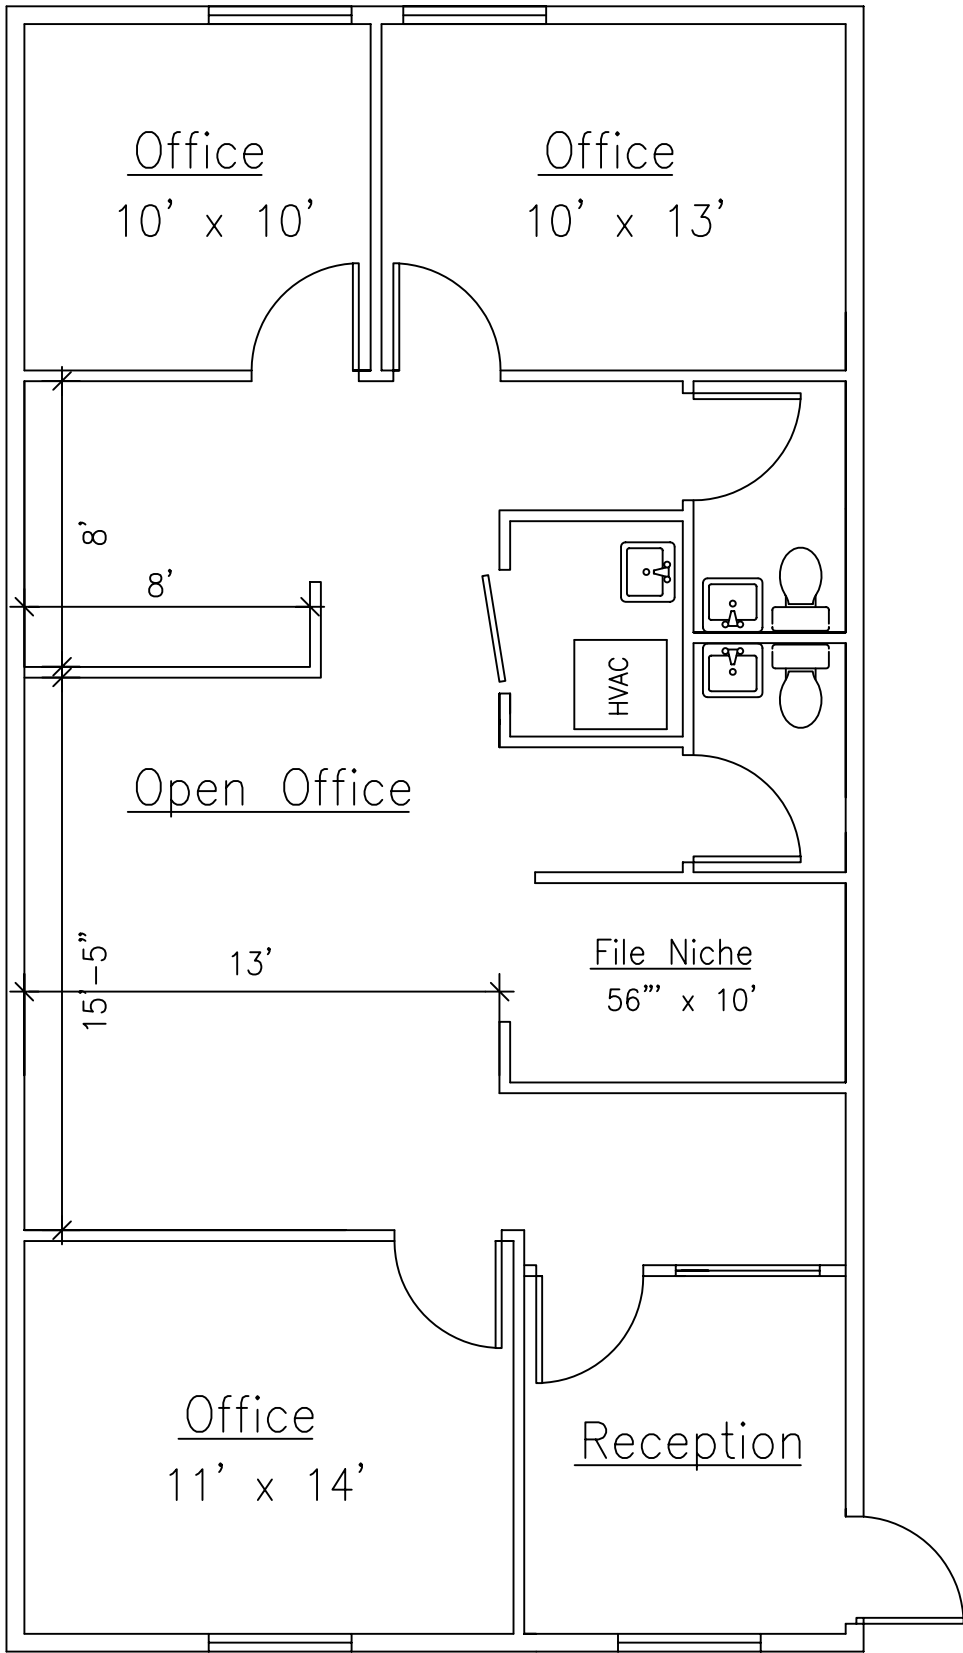 Office
10' x 10'
Office
10' x 13'
8'
8'
HVAC
Open Office
15'-5"
13'
File Niche
56"' x 10'
Office
11' x 14'
Reception